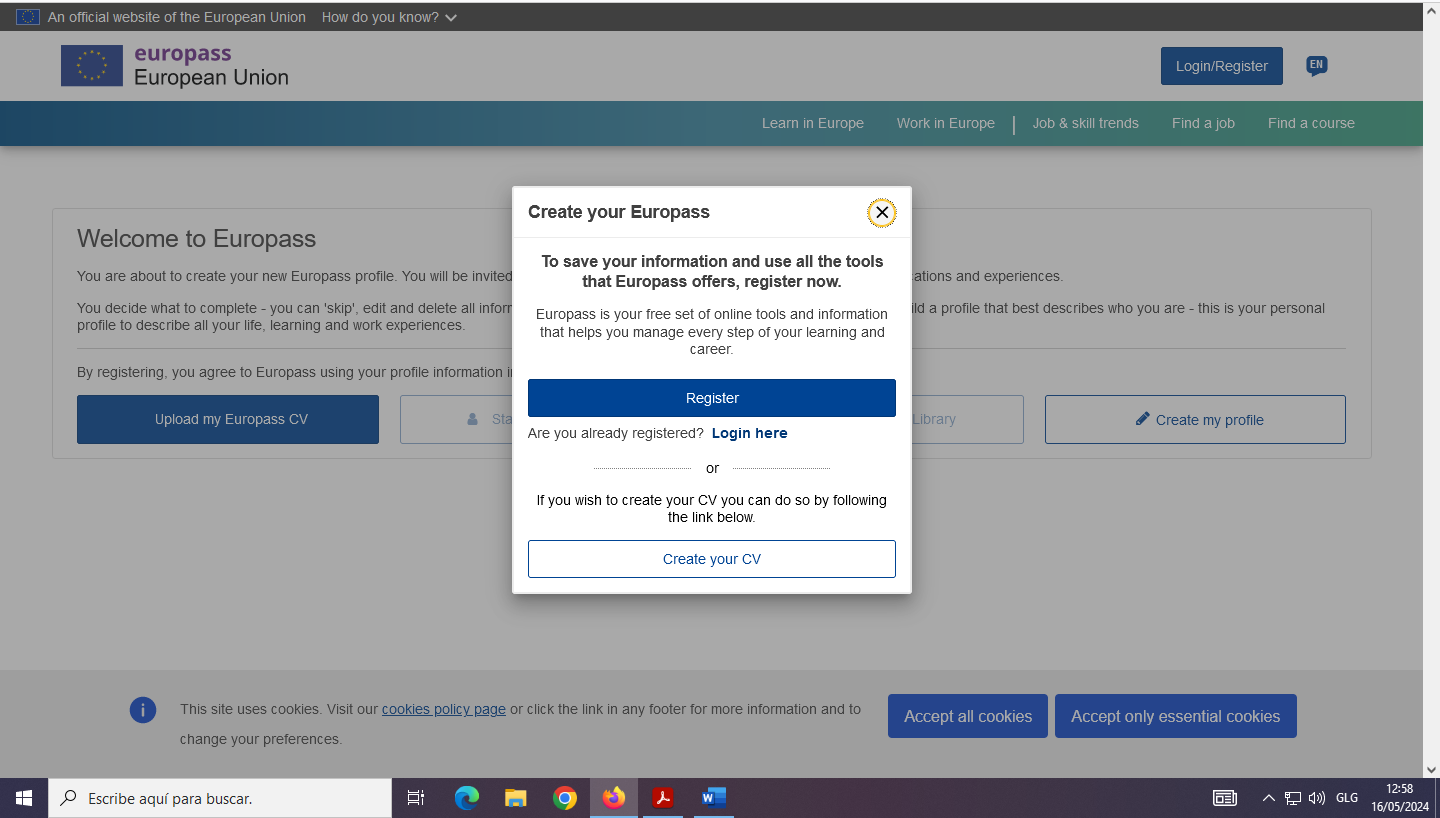 An official website of the European Union How do you know?
europass
European Union
Login/Register
EN
Learn in Europe Work in Europe Job & skill trends Find a job Find a course
Create your Europass
Welcome to Europass
To save your information and use all the tools
that Europass offers, register now.
You are about to create your new Europass profile. You will be invited
ations and experiences.
You decide what to complete - you can 'skip', edit and delete all infor
ild a profile that best describes who you are - this is your personal
profile to describe all your life, learning and work experiences.
Europass is your free set of online tools and information
that helps you manage every step of your learning and
career.
By registering, you agree to Europass using your profile information i
Register
Upload my Europass CV
Sta
Library
Create my profile
Are you already registered? Login here
or
If you wish to create your CV you can do so by following
the link below.
Create your CV
This site uses cookies. Visit our cookies policy page or click the link in any footer for more information and to
change your preferences.
Accept all cookies
Accept only essential cookies
Escribe aquí para buscar.
GLG
12:58
16/05/2024